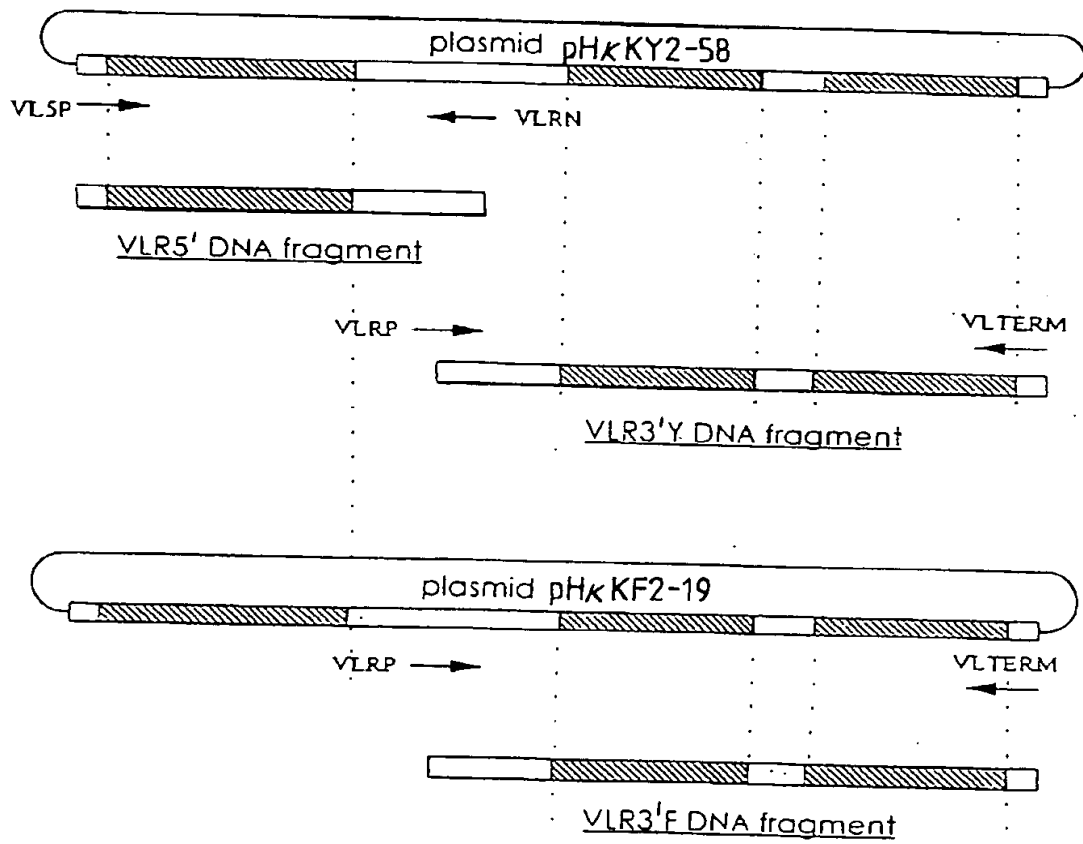 plasmid pHκKY2-58
VL5P
VLRN
VLR5' DNA fragment
VLRP
VLTERM
VLR3'Y DNA fragment
plasmid pHκKF2-19
VLRP
VLTERM
VLR3'F DNA fragment